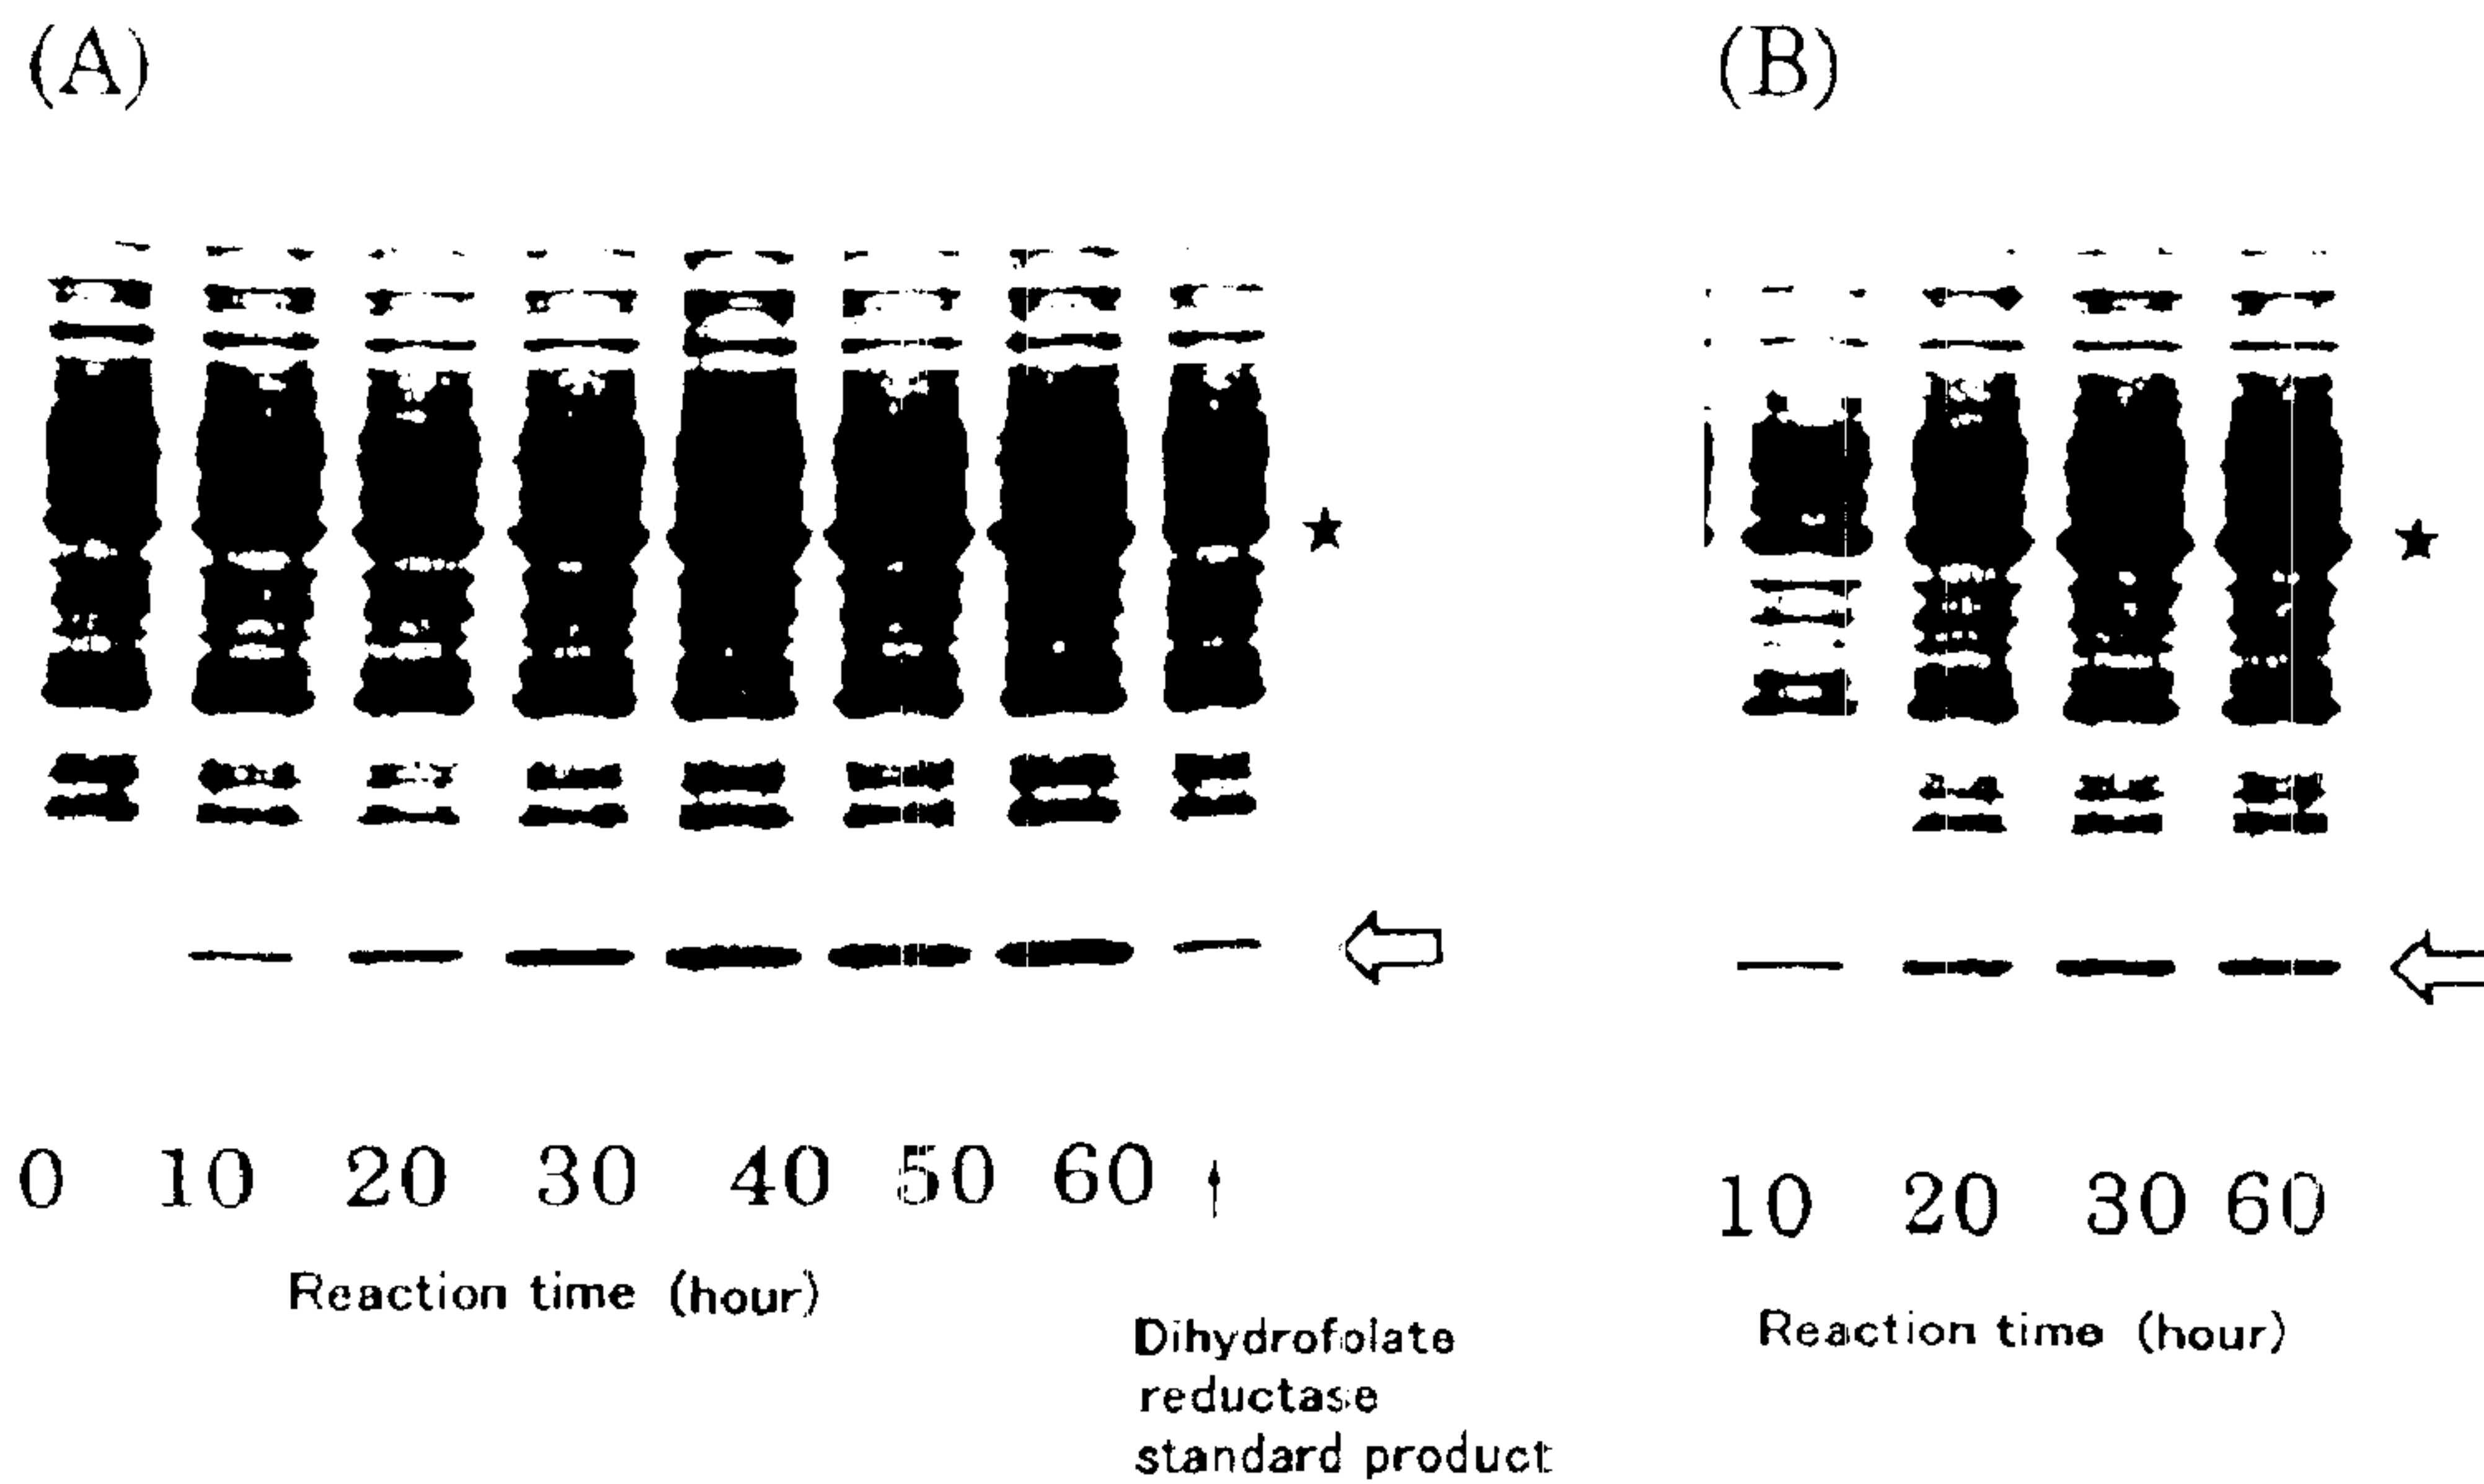 (A)
(B)
0 10 20 30 40 50 60
Reaction time (hour)
Dihydrofolate
reductase
standard product
10 20 30 60
Reaction time (hour)